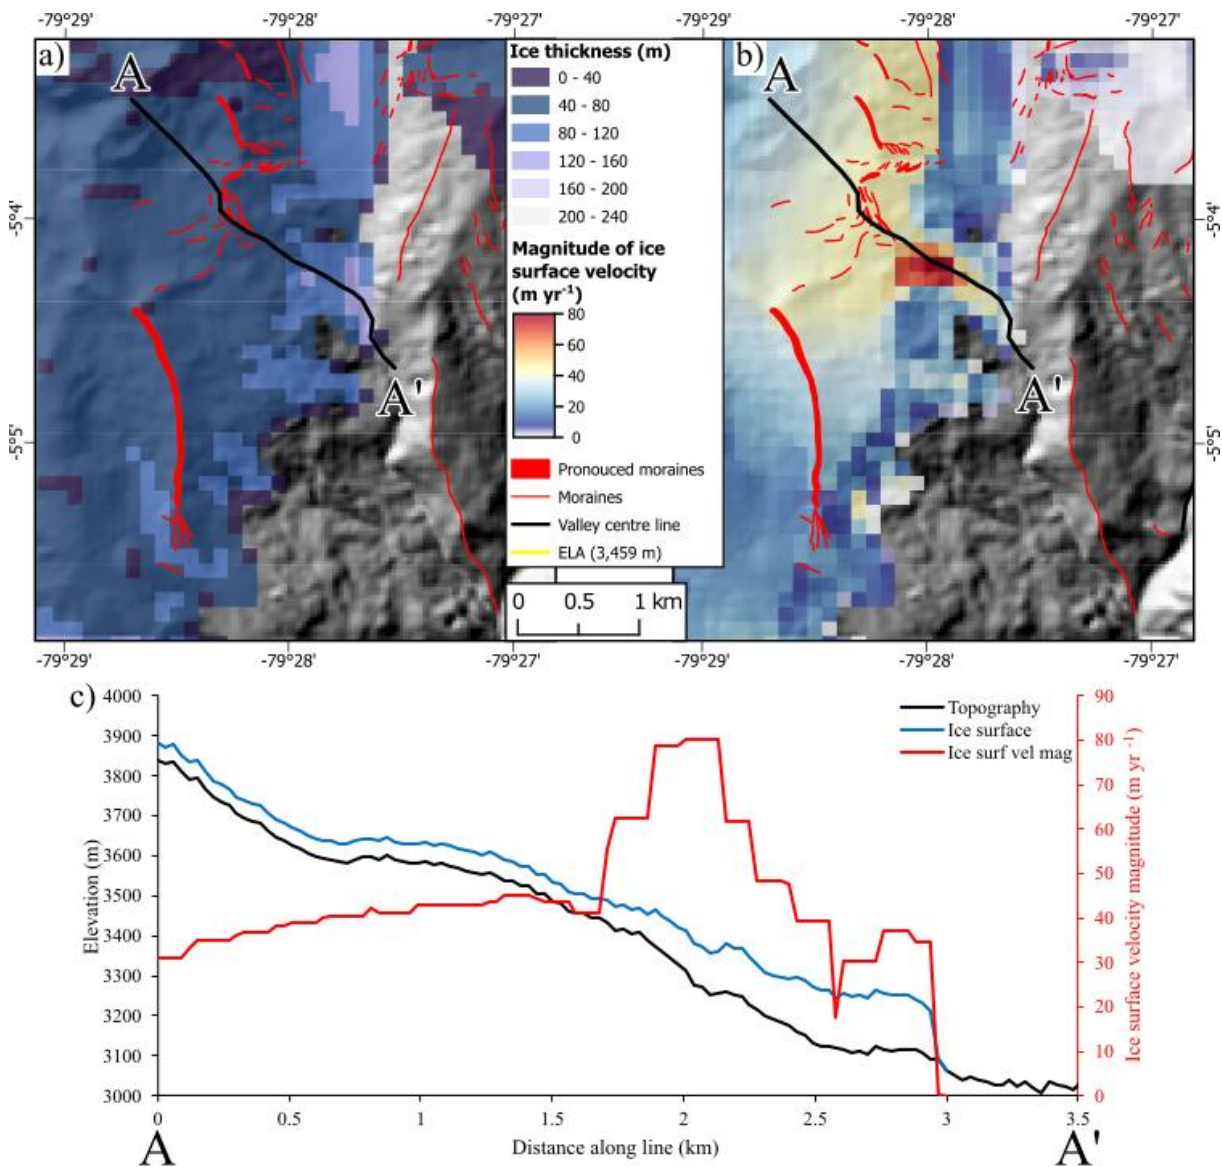 -79°29' -79°28' -79°27' -79°29' -79°28' -79°27'
a)
A
-5°4'
-5°5'
A'
Ice thickness (m)
0 - 40
40 - 80
80 - 120
120 - 160
160 - 200
200 - 240
Magnitude of ice
surface velocity
(m yr⁻¹)
80
60
40
20
0
Pronouced moraines
Moraines
Valley centre line
ELA (3,459 m)
0 0.5 1 km
b)
A
A'
-5°4'
-5°5'
-79°29' -79°28' -79°27' -79°29' -79°28' -79°27'
c)
4000
3900
3800
3700
3600
3500
3400
3300
3200
3100
3000
Elevation (m)
Topography
Ice surface
Ice surf vel mag
90
80
70
60
50
40
30
20
10
0
Ice surface velocity magnitude (m yr ⁻¹)
0 0.5 1 1.5 2 2.5 3 3.5
A Distance along line (km) A'